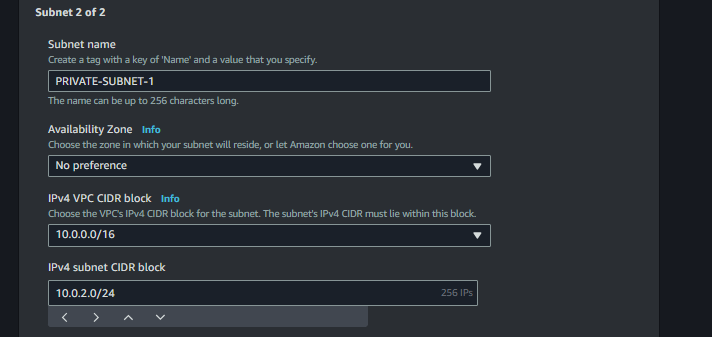 Subnet 2 of 2
Subnet name
Create a tag with a key of 'Name' and a value that you specify.
PRIVATE-SUBNET-1
The name can be up to 256 characters long.
Availability Zone Info
Choose the zone in which your subnet will reside, or let Amazon choose one for you.
No preference
IPv4 VPC CIDR block Info
Choose the VPC's IPv4 CIDR block for the subnet. The subnet's IPv4 CIDR must lie within this block.
10.0.0.0/16
IPv4 subnet CIDR block
10.0.2.0/24 256 IPs